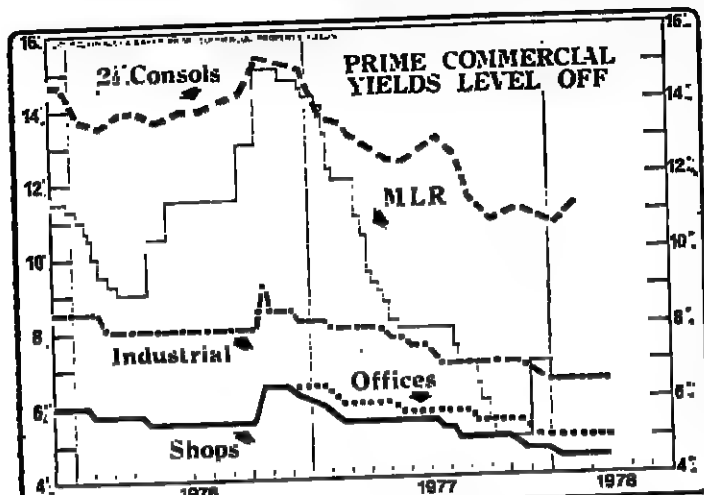 PRIME COMMERCIAL
YIELDS LEVEL OFF
2½% Consols
MLR
Industrial
Offices
Shops
16%
14%
12%
10%
8%
6%
4%
16%
14%
12%
10%
8%
6%
4%
1976
1977
1978